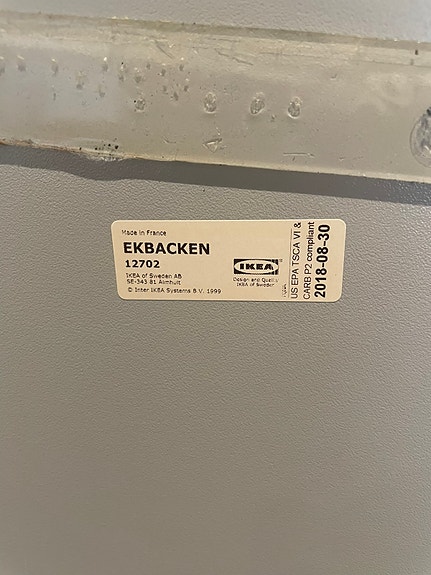 Made in France
EKBACKEN
12702
IKEA of Sweden AB
SE-343 81 Älmhult
© Inter IKEA Systems B.V. 1999
IKEA
Design and Quality
IKEA of Sweden
US EPA TSCA VI &
CARB P2 compliant
2018-08-30